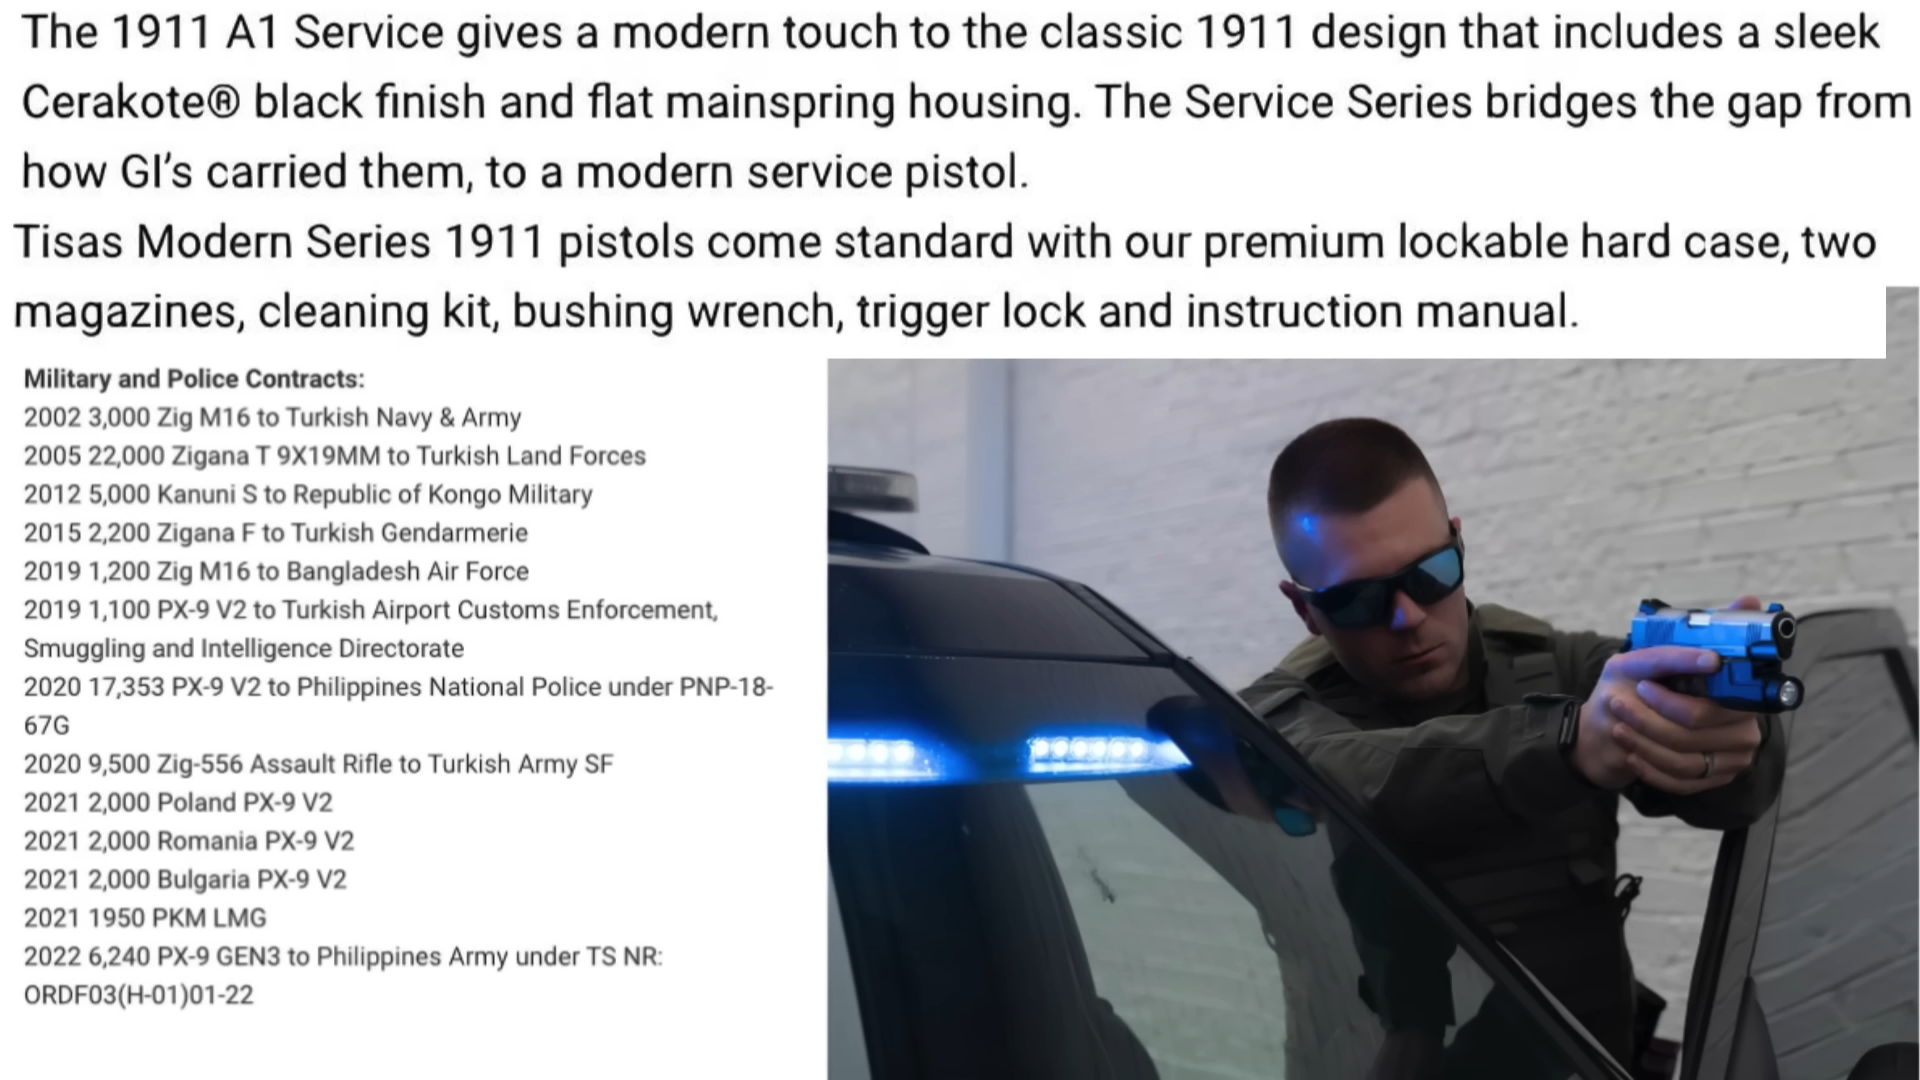 The 1911 A1 Service gives a modern touch to the classic 1911 design that includes a sleek
Cerakote® black finish and flat mainspring housing. The Service Series bridges the gap from
how GI’s carried them, to a modern service pistol.
Tisas Modern Series 1911 pistols come standard with our premium lockable hard case, two
magazines, cleaning kit, bushing wrench, trigger lock and instruction manual.
Military and Police Contracts:
2002 3,000 Zig M16 to Turkish Navy & Army
2005 22,000 Zigana T 9X19MM to Turkish Land Forces
2012 5,000 Kanuni S to Republic of Kongo Military
2015 2,200 Zigana F to Turkish Gendarmerie
2019 1,200 Zig M16 to Bangladesh Air Force
2019 1,100 PX-9 V2 to Turkish Airport Customs Enforcement,
Smuggling and Intelligence Directorate
2020 17,353 PX-9 V2 to Philippines National Police under PNP-18-
67G
2020 9,500 Zig-556 Assault Rifle to Turkish Army SF
2021 2,000 Poland PX-9 V2
2021 2,000 Romania PX-9 V2
2021 2,000 Bulgaria PX-9 V2
2021 1950 PKM LMG
2022 6,240 PX-9 GEN3 to Philippines Army under TS NR:
ORDF03(H-01)01-22